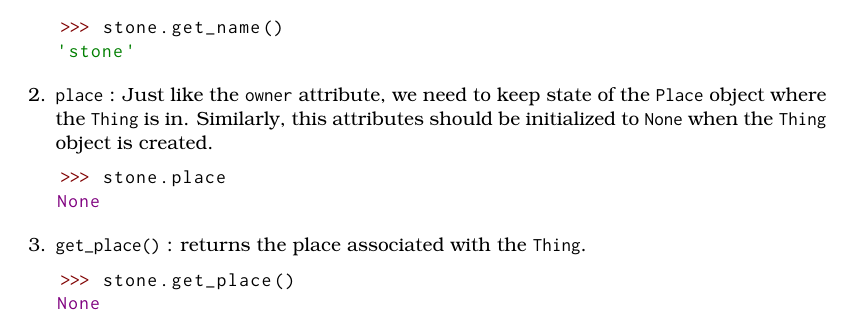 >>> stone.get_name()
'stone'
2. place : Just like the owner attribute, we need to keep state of the Place object where
the Thing is in. Similarly, this attributes should be initialized to None when the Thing
object is created.
>>> stone.place
None
3. get_place() : returns the place associated with the Thing.
>>> stone.get_place()
None